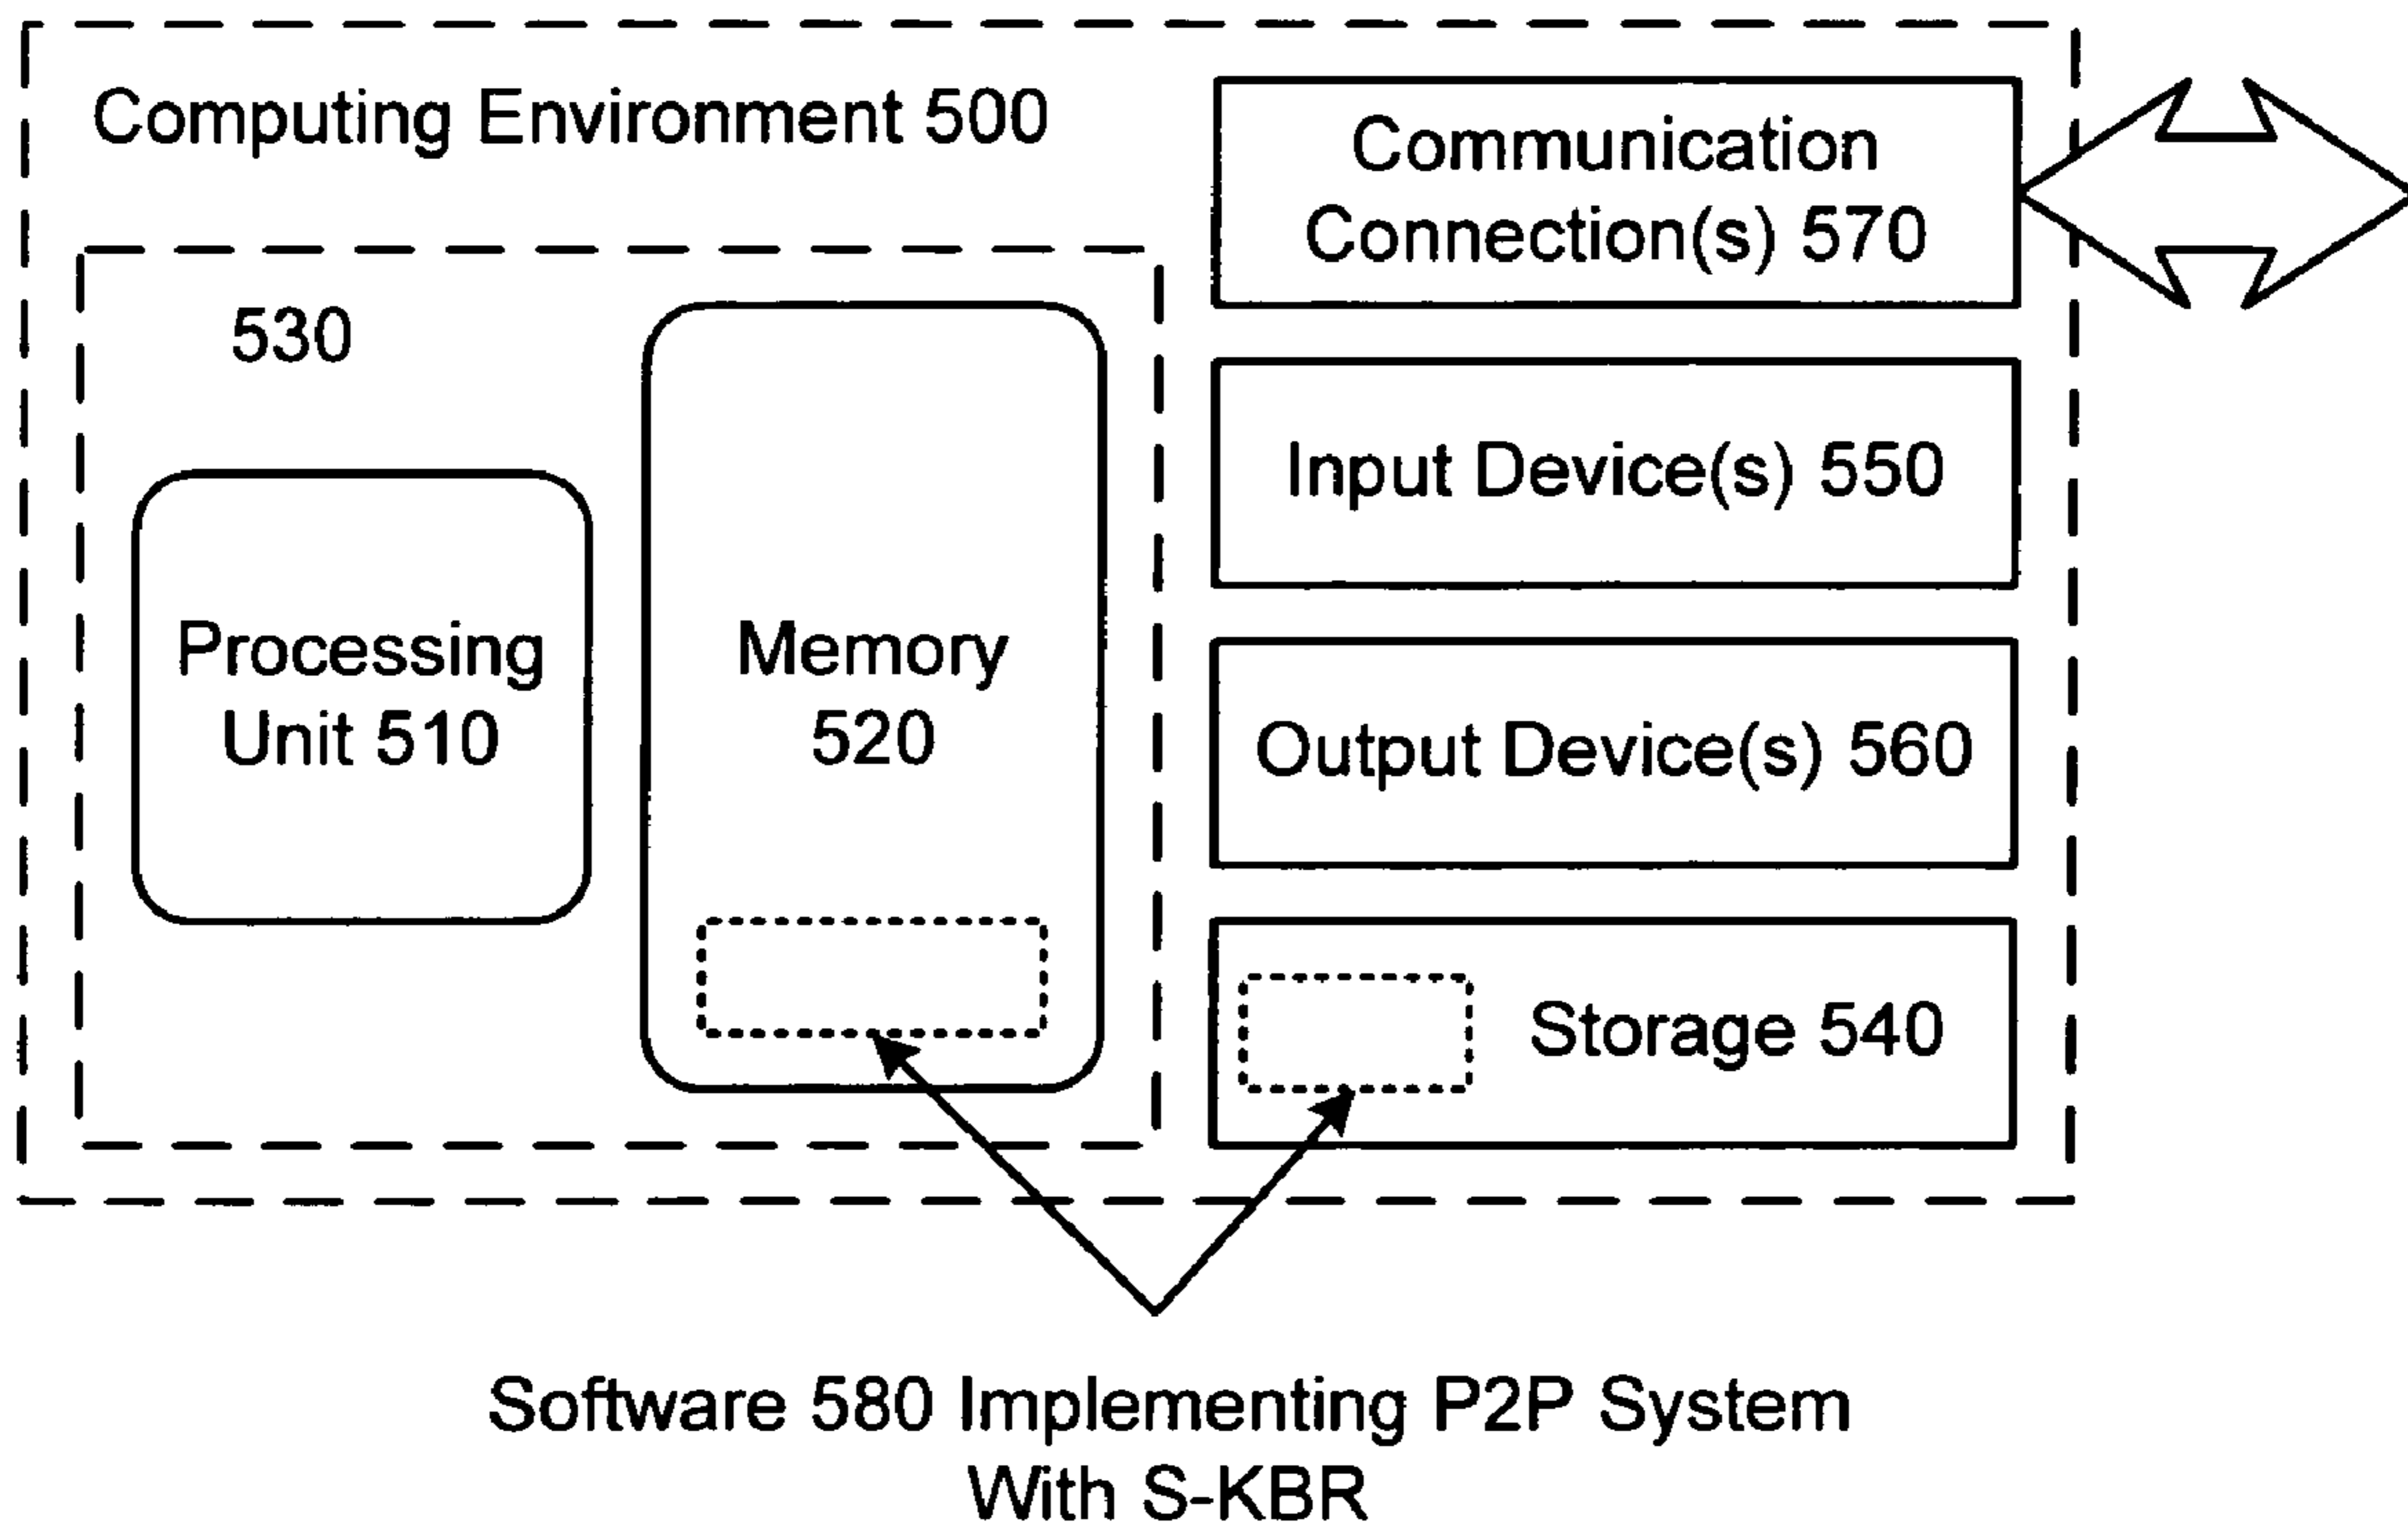 Computing Environment 500
Communication
Connection(s) 570
530
Input Device(s) 550
Processing
Unit 510
Memory
520
Output Device(s) 560
Storage 540
Software 580 Implementing P2P System
With S-KBR